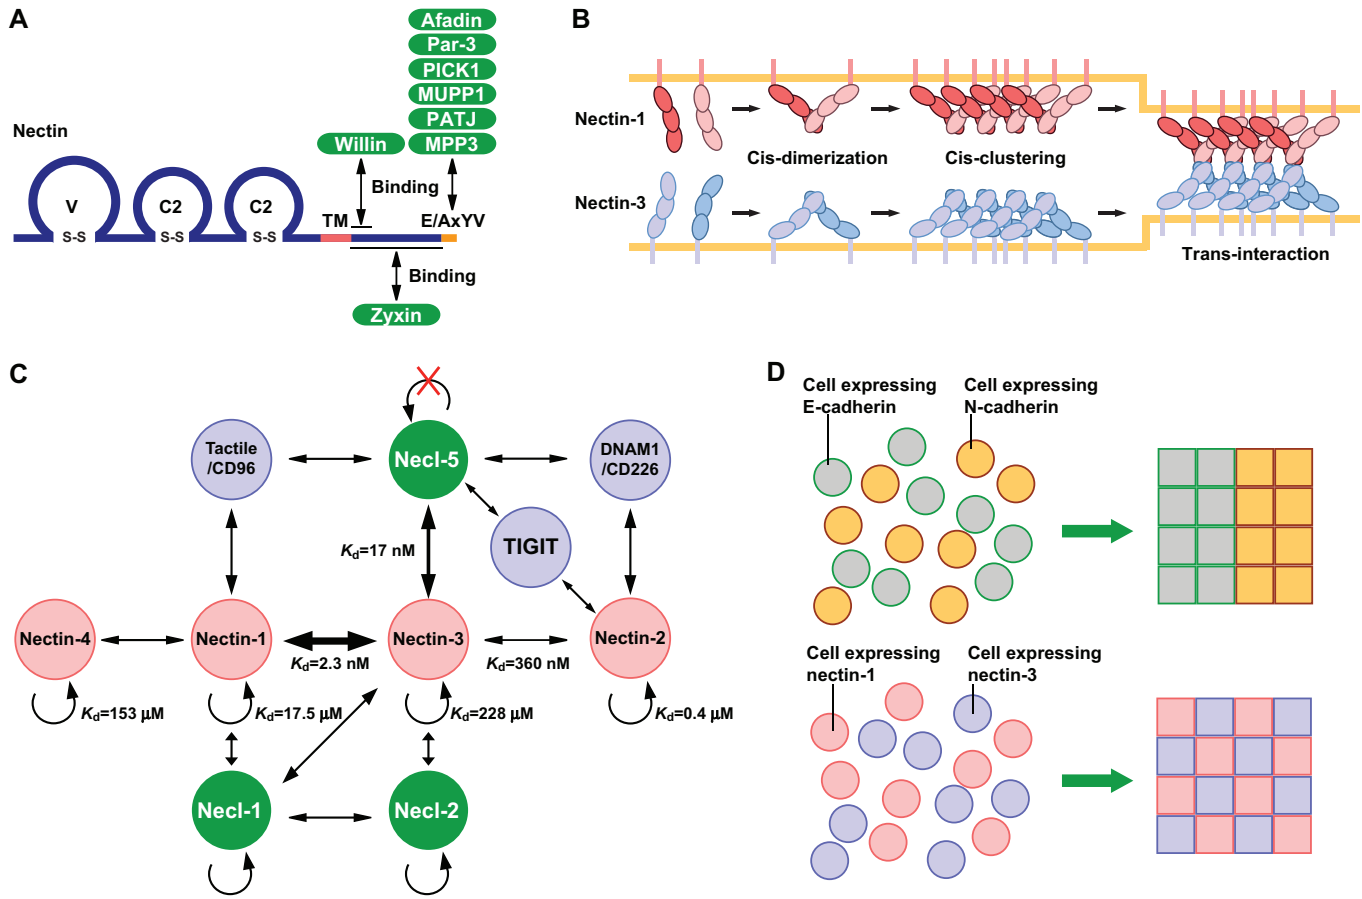 A
Afadin
Par-3
PICK1
MUPP1
PATJ
MPP3
Willin
Nectin
Binding
V
C2
C2
S-S
S-S
S-S
TM
E/AxYV
Binding
Zyxin
B
Nectin-1
Cis-dimerization
Cis-clustering
Nectin-3
Trans-interaction
C
Tactile
/CD96
Necl-5
DNAM1
/CD226
TIGIT
Kd=17 nM
Nectin-4
Nectin-1
Nectin-3
Nectin-2
Kd=2.3 nM
Kd=360 nM
Kd=153 μM
Kd=17.5 μM
Kd=228 μM
Kd=0.4 μM
Necl-1
Necl-2
D
Cell expressing
E-cadherin
Cell expressing
N-cadherin
Cell expressing
nectin-1
Cell expressing
nectin-3